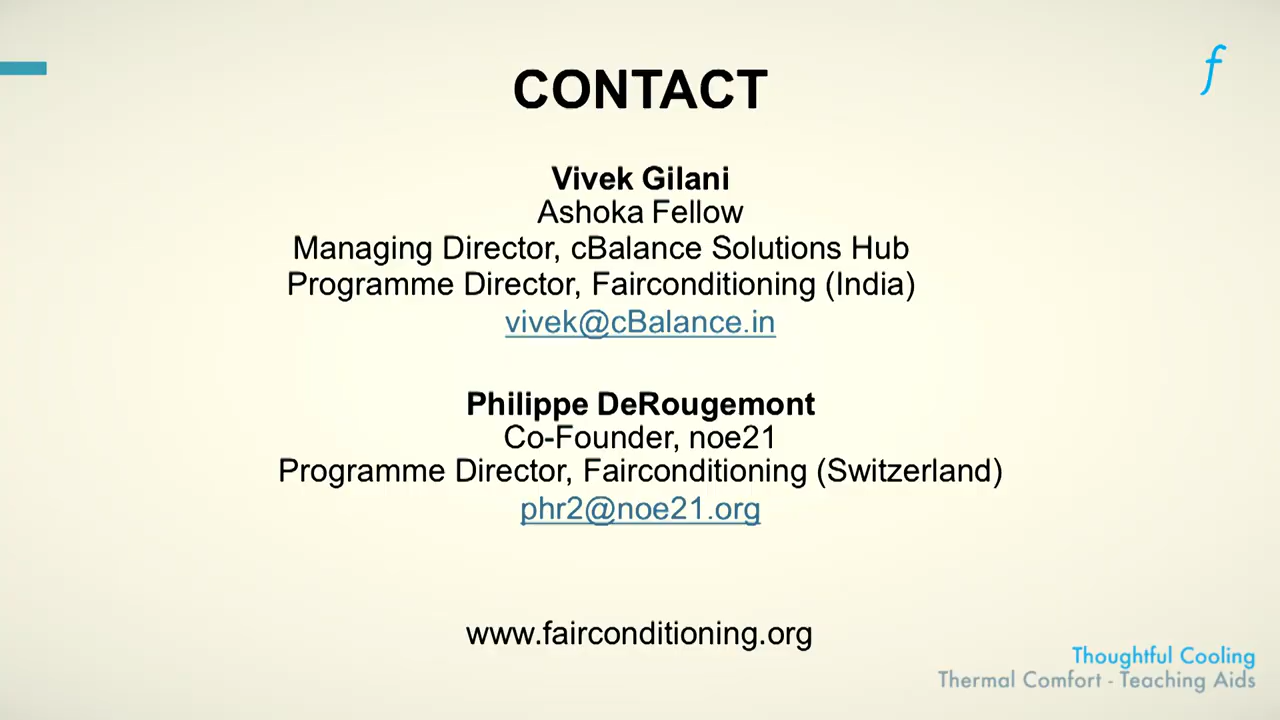 f
CONTACT
Vivek Gilani
Ashoka Fellow
Managing Director, cBalance Solutions Hub
Programme Director, Fairconditioning (India)
vivek@cBalance.in
Philippe DeRougemont
Co-Founder, noe21
Programme Director, Fairconditioning (Switzerland)
phr2@noe21.org
www.fairconditioning.org
Thoughtful Cooling
Thermal Comfort - Teaching Aids